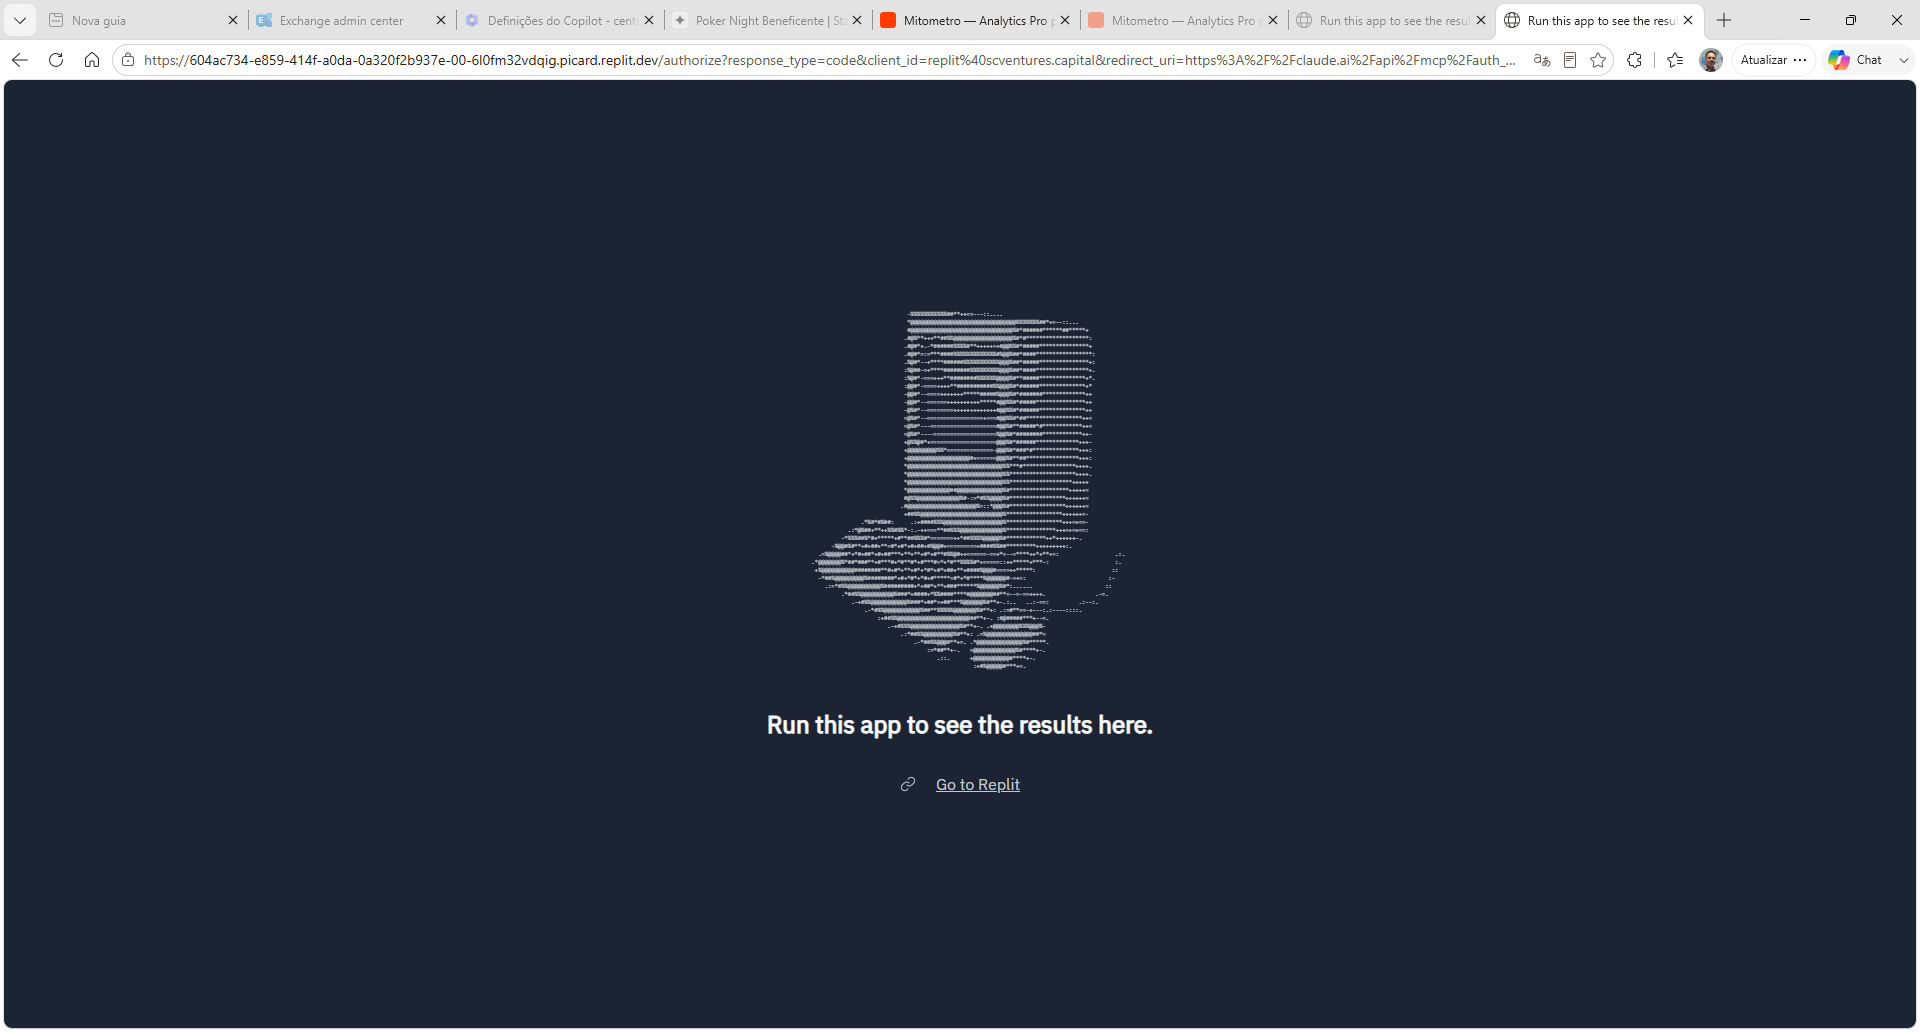 Nova guia
Exchange admin center
Definições do Copilot - cent
Poker Night Beneficente | Sta
Mitometro — Analytics Pro p
Mitometro — Analytics Pro p
Run this app to see the resul
Run this app to see the resul
https://604ac734-e859-414f-a0da-0a320f2b937e-00-6l0fm32vdqig.picard.replit.dev/authorize?response_type=code&client_id=replit%40scventures.capital&redirect_uri=https%3A%2F%2Fclaude.ai%2Fapi%2Fmcp%2Fauth_...
Atualizar
Chat
Run this app to see the results here.
Go to Replit